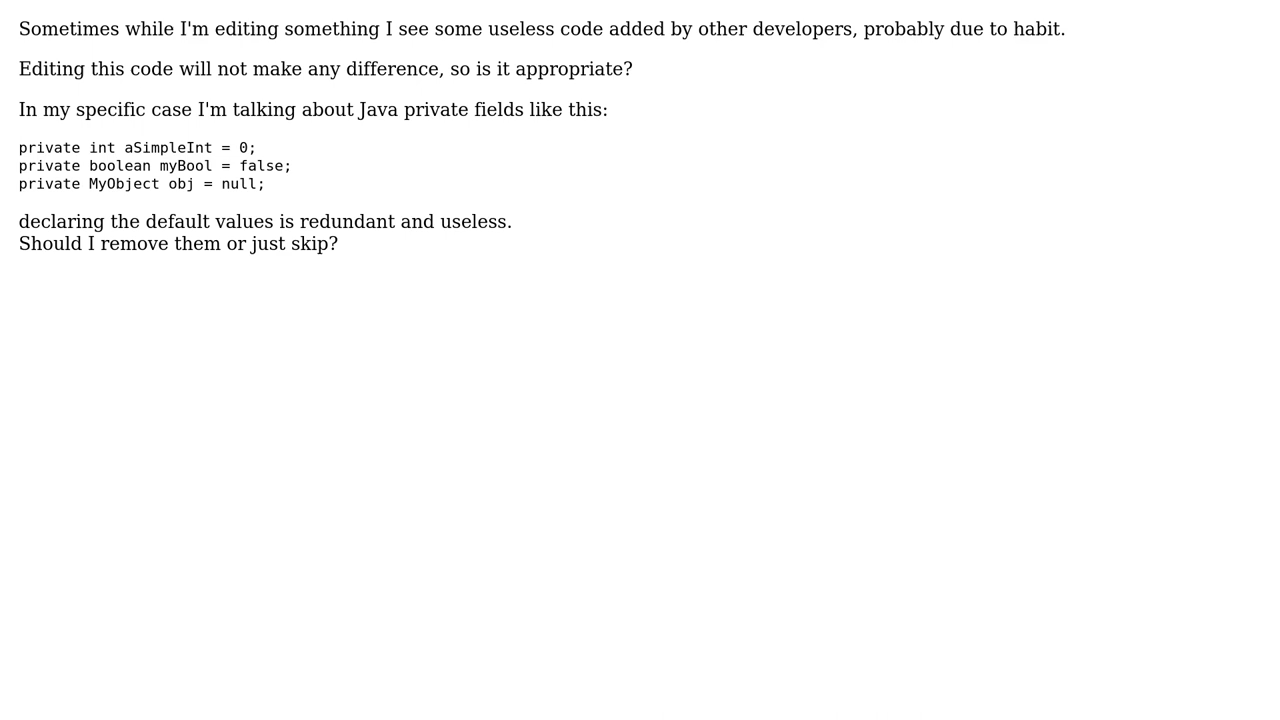 Sometimes while I'm editing something I see some useless code added by other developers, probably due to habit.
Editing this code will not make any difference, so is it appropriate?
In my specific case I'm talking about Java private fields like this:
private int aSimpleInt = 0;
private boolean myBool = false;
private MyObject obj = null;
declaring the default values is redundant and useless.
Should I remove them or just skip?